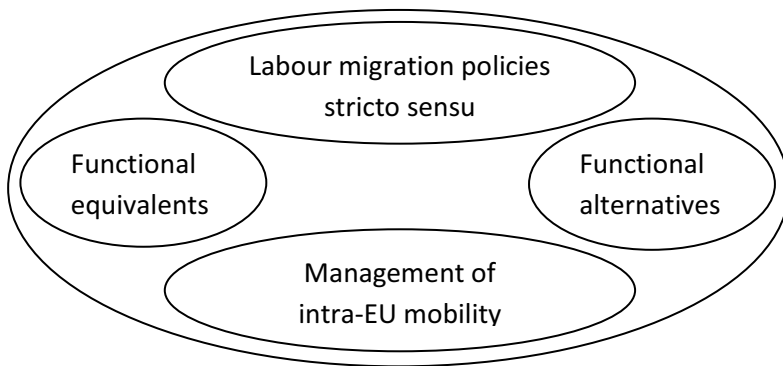 Labour migration policies
stricto sensu
Functional
equivalents
Functional
alternatives
Management of
intra-EU mobility